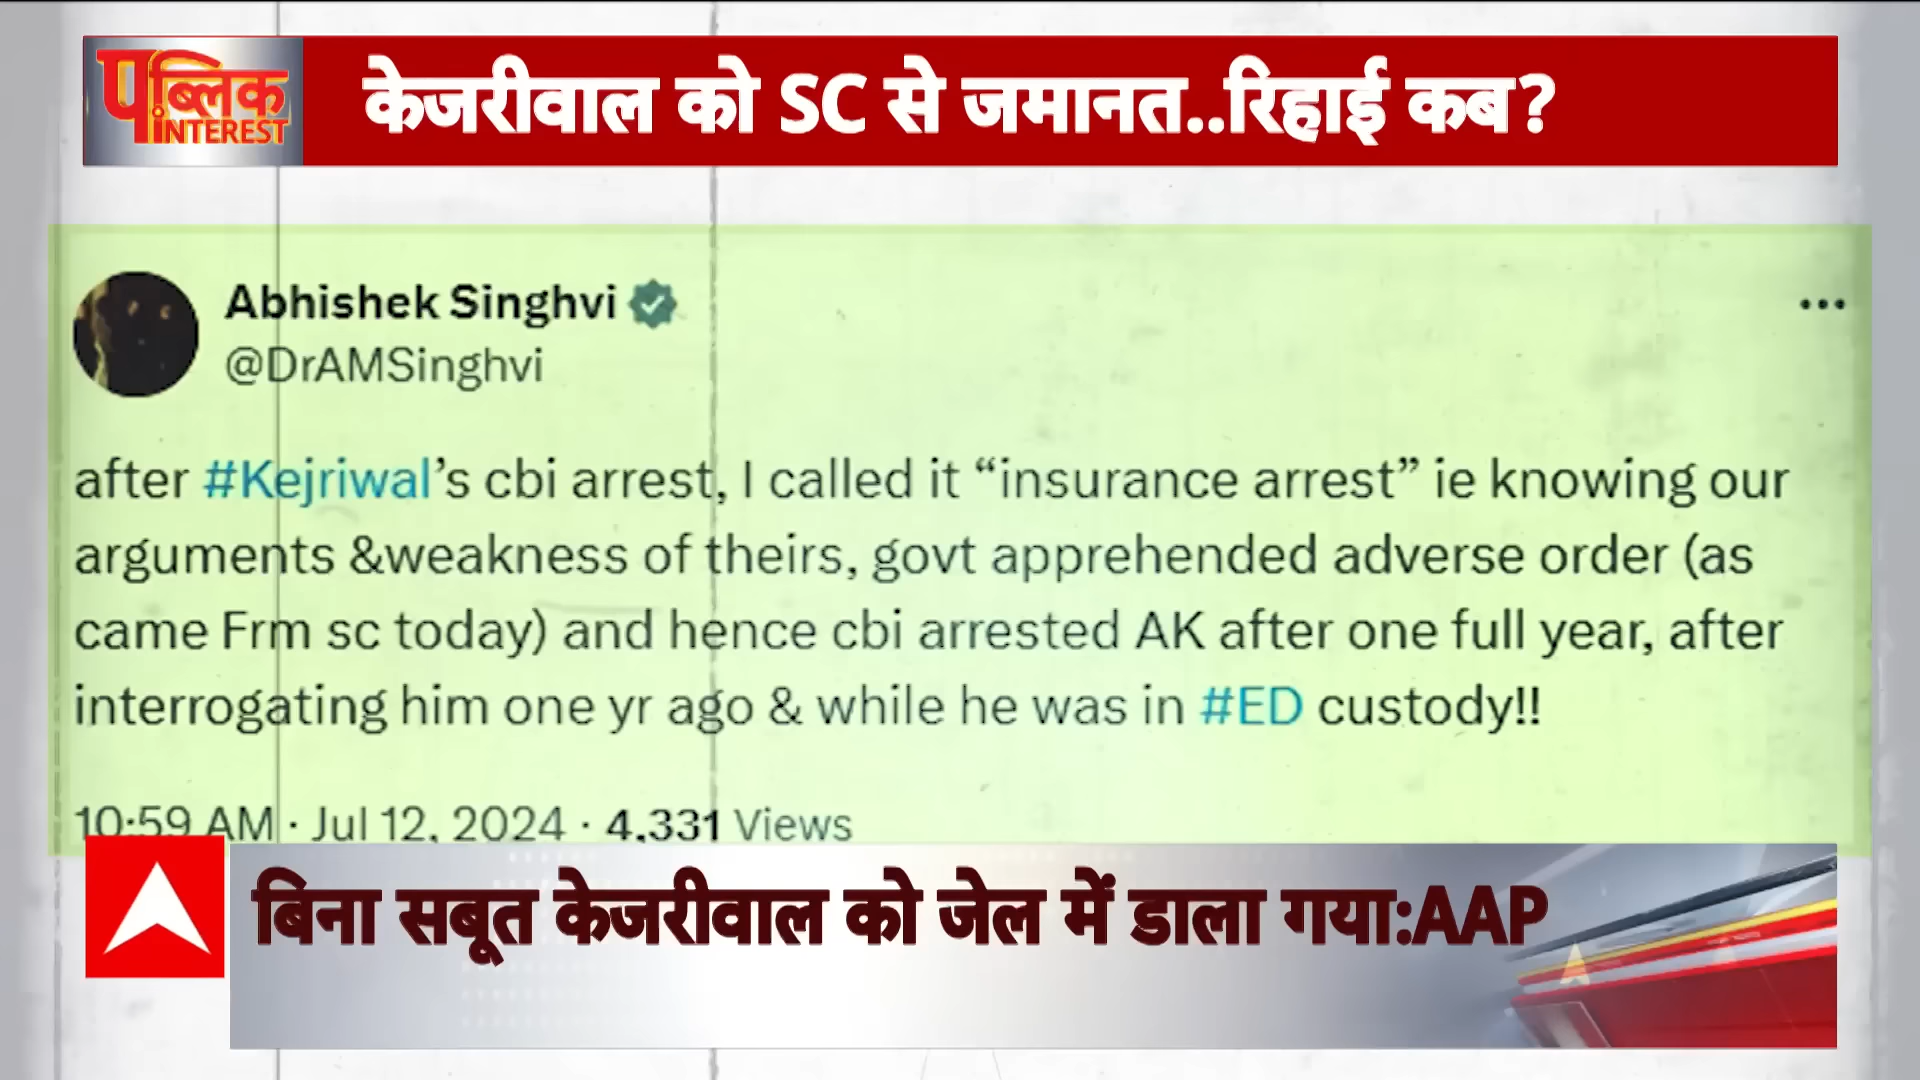 पब्लिक
INTEREST
केजरीवाल को SC से जमानत..रिहाई कब?
Abhishek Singhvi
@DrAMSinghvi
after #Kejriwal’s cbi arrest, I called it “insurance arrest” ie knowing our
arguments &weakness of theirs, govt apprehended adverse order (as
came Frm sc today) and hence cbi arrested AK after one full year, after
interrogating him one yr ago & while he was in #ED custody!!
10:59 AM · Jul 12, 2024 · 4,331 Views
बिना सबूत केजरीवाल को जेल में डाला गया:AAP